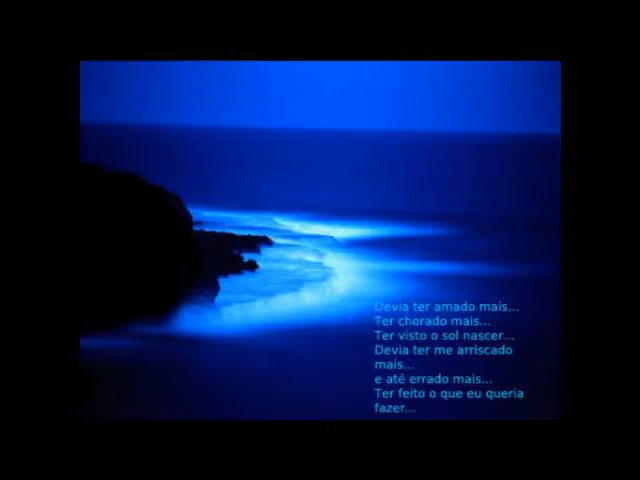 Devia ter amado mais...
Ter chorado mais...
Ter visto o sol nascer...
Devia ter me arriscado
mais...
e até errado mais...
Ter feito o que eu queria
fazer...